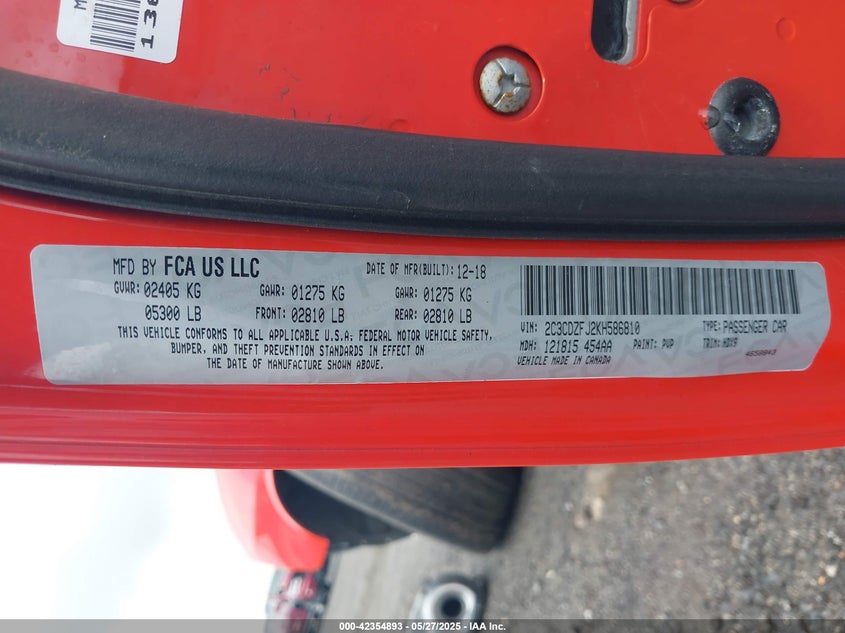 MFD BY FCA US LLC DATE OF MFR(BUILT): 12-18
GVWR: 02405 KG GAWR: 01275 KG GAWR: 01275 KG
05300 LB FRONT: 02810 LB REAR: 02810 LB
THIS VEHICLE CONFORMS TO ALL APPLICABLE U.S.A. FEDERAL MOTOR VEHICLE SAFETY,
BUMPER, AND THEFT PREVENTION STANDARDS IN EFFECT ON
THE DATE OF MANUFACTURE SHOWN ABOVE.
VIN: 2C3CDZFJ2KH586810 TYPE: PASSENGER CAR
MDH: 121815 454AA PAINT: PVP TRIM: HDX9
VEHICLE MADE IN CANADA
000-42354893 - 05/27/2025 - IAA, Inc.